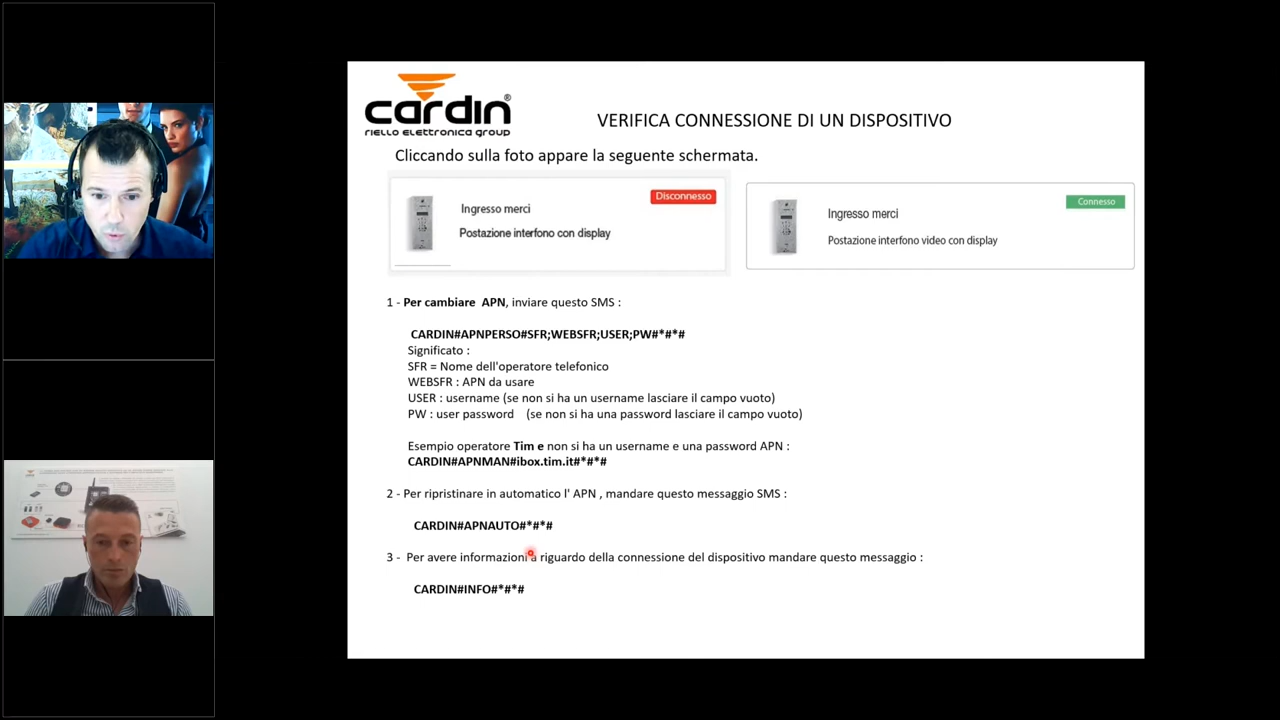 cardin®
riello elettronica group
VERIFICA CONNESSIONE DI UN DISPOSITIVO
Cliccando sulla foto appare la seguente schermata.
Disconnesso
Ingresso merci
Postazione interfono con display
Connesso
Ingresso merci
Postazione interfono video con display
1 - Per cambiare APN, inviare questo SMS :
CARDIN#APNPERSO#SFR;WEBSFR;USER;PW#*#*#
Significato :
SFR = Nome dell'operatore telefonico
WEBSFR : APN da usare
USER : username (se non si ha un username lasciare il campo vuoto)
PW : user password (se non si ha una password lasciare il campo vuoto)
Esempio operatore Tim e non si ha un username e una password APN :
CARDIN#APNMAN#ibox.tim.it#*#*#
2 - Per ripristinare in automatico l' APN , mandare questo messaggio SMS :
CARDIN#APNAUTO#*#*#
3 - Per avere informazioni a riguardo della connessione del dispositivo mandare questo messaggio :
CARDIN#INFO#*#*#